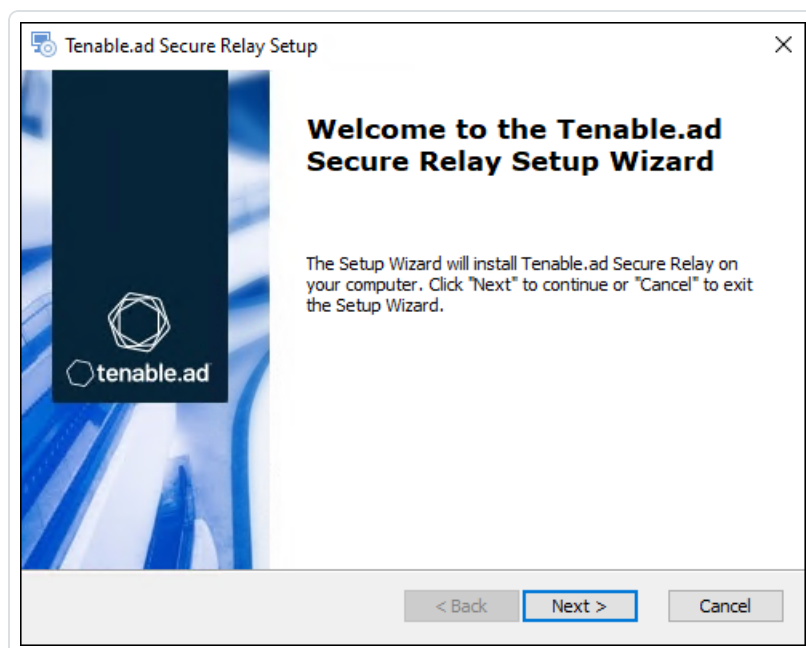 Tenable.ad Secure Relay Setup
Welcome to the Tenable.ad
Secure Relay Setup Wizard
The Setup Wizard will install Tenable.ad Secure Relay on
your computer. Click "Next" to continue or "Cancel" to exit
the Setup Wizard.
tenable.ad
< Back Next > Cancel